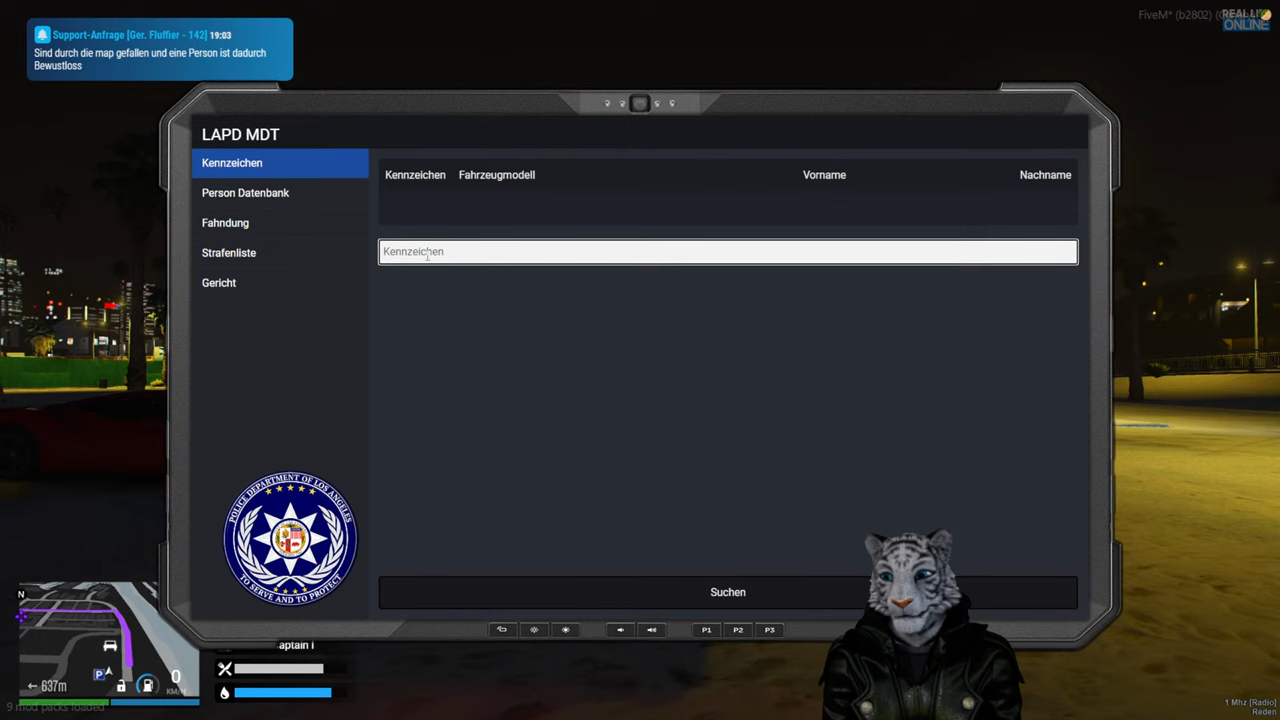 Support-Anfrage [Ger. Fluffier - 142] 19:03
Sind durch die map gefallen und eine Person ist dadurch
Bewustloss
FiveM* (b2802)
REAL LIFE
ONLINE
LAPD MDT
Kennzeichen
Person Datenbank
Fahndung
Strafenliste
Gericht
Kennzeichen Fahrzeugmodell Vorname Nachname
Kennzeichen
Suchen
POLICE DEPARTMENT OF LOS ANGELES
TO SERVE AND TO PROTECT
P1 P2 P3
N
P
← 637m
0
KM/H
aptain i
9 mod packs loaded
1 Mhz [Radio]
Reden